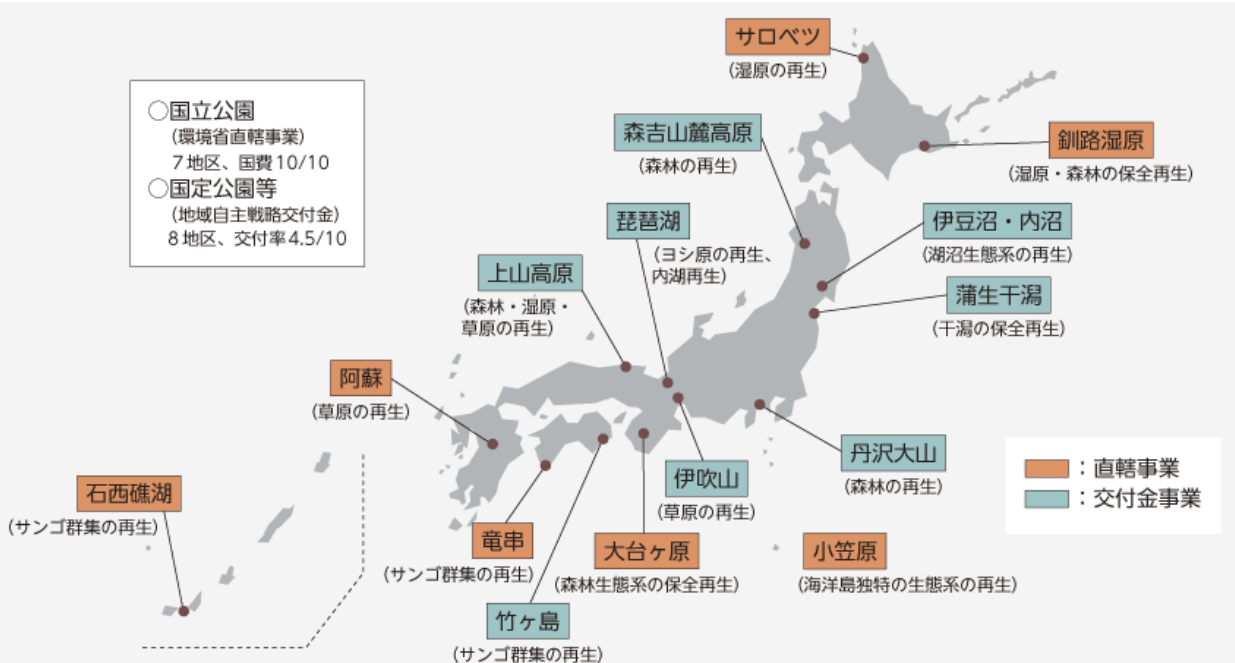 サロベツ
(湿原の再生)
○国立公園
(環境省直轄事業)
7地区、国費10/10
○国定公園等
(地域自主戦略交付金)
8地区、交付率4.5/10
森吉山麓高原
(森林の再生)
釧路湿原
(湿原・森林の保全再生)
琵琶湖
(ヨシ原の再生、
内湖再生)
伊豆沼・内沼
(湖沼生態系の再生)
上山高原
(森林・湿原・
草原の再生)
蒲生干潟
(干潟の保全再生)
阿蘇
(草原の再生)
丹沢大山
(森林の再生)
伊吹山
(草原の再生)
:直轄事業
:交付金事業
石西礁湖
(サンゴ群集の再生)
竜串
(サンゴ群集の再生)
大台ヶ原
(森林生態系の保全再生)
小笠原
(海洋島独特の生態系の再生)
竹ヶ島
(サンゴ群集の再生)